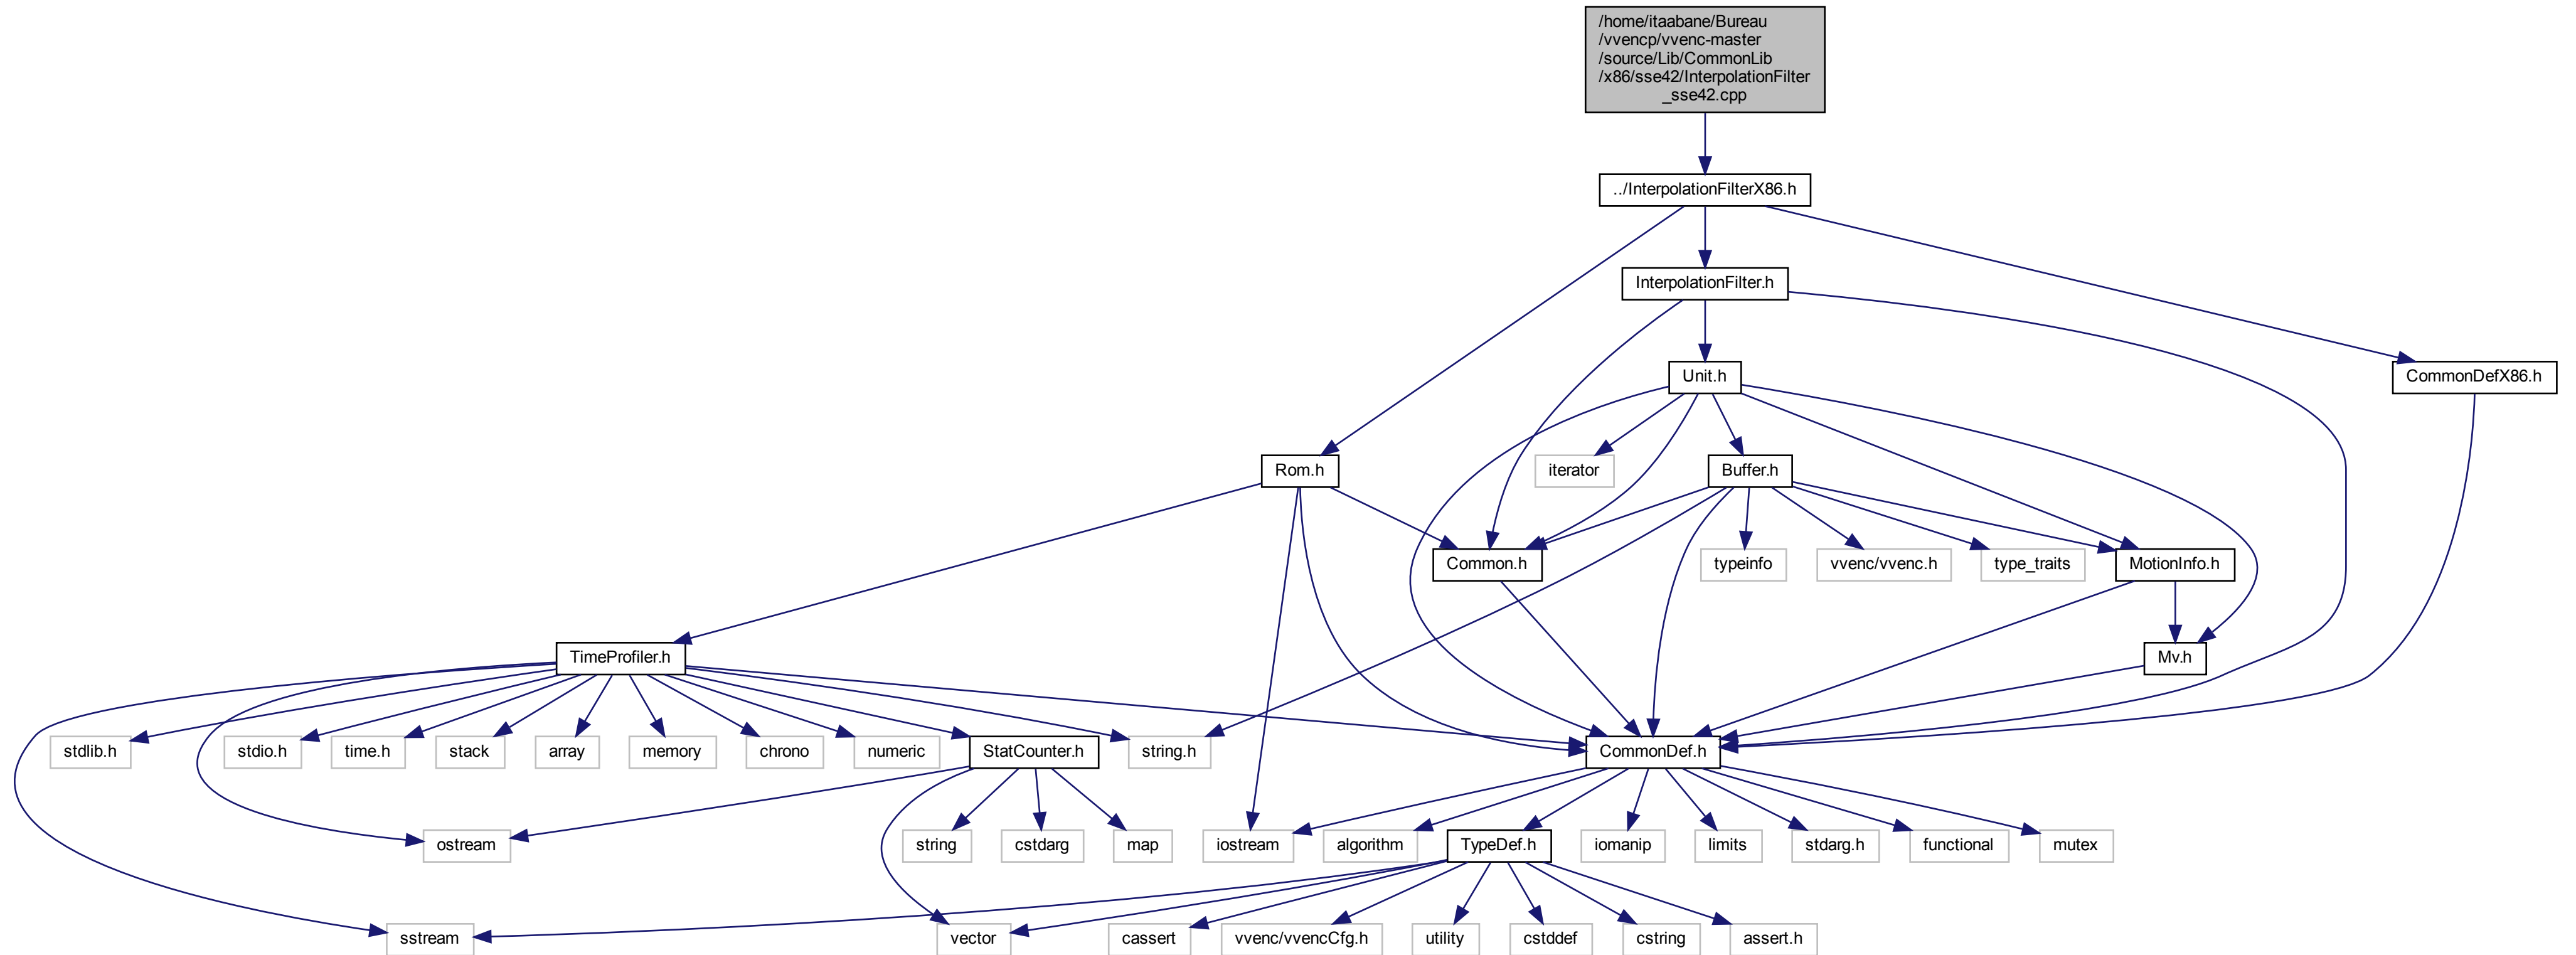 /home/itaabane/Bureau
/vvencp/vvenc-master
/source/Lib/CommonLib
/x86/sse42/InterpolationFilter
_sse42.cpp
../InterpolationFilterX86.h
InterpolationFilter.h
Unit.h
CommonDefX86.h
Rom.h
iterator
Buffer.h
Common.h
typeinfo
vvenc/vvenc.h
type_traits
MotionInfo.h
TimeProfiler.h
Mv.h
stdlib.h
stdio.h
time.h
stack
array
memory
chrono
numeric
StatCounter.h
string.h
CommonDef.h
ostream
string
cstdarg
map
iostream
algorithm
TypeDef.h
iomanip
limits
stdarg.h
functional
mutex
sstream
vector
cassert
vvenc/vvencCfg.h
utility
cstddef
cstring
assert.h